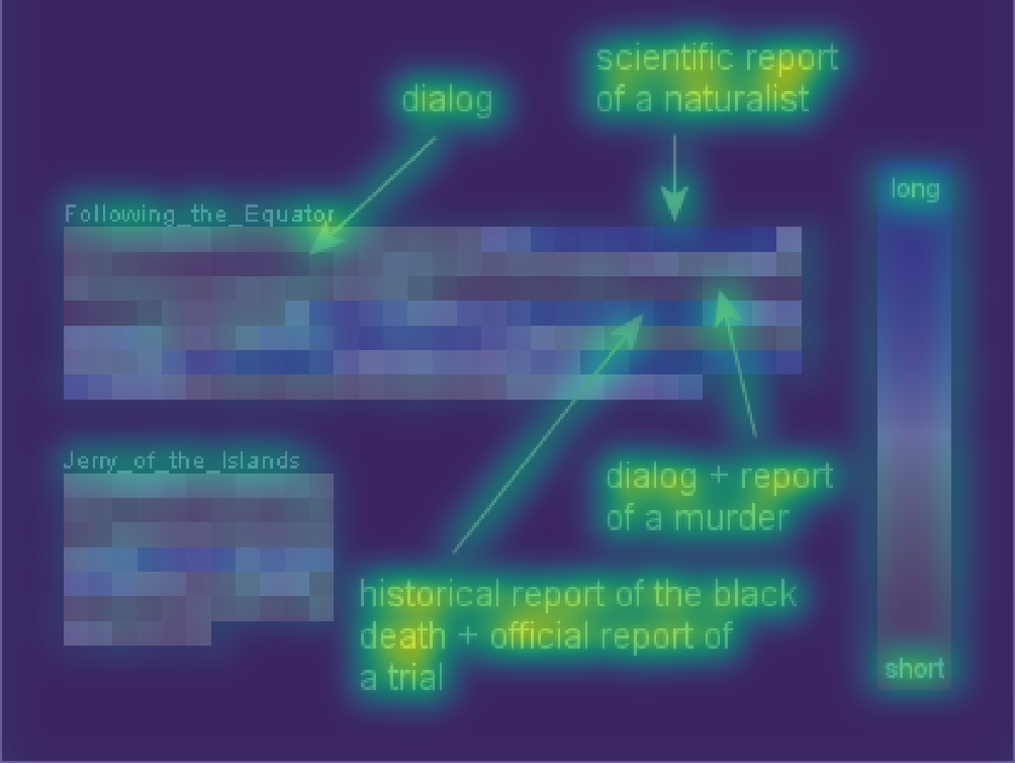 scientific report
of a naturalist
dialog
long
Following_the_Equator
Jerry_of_the_Islands
dialog + report
of a murder
historical report of the black
death + official report of
a trial
short